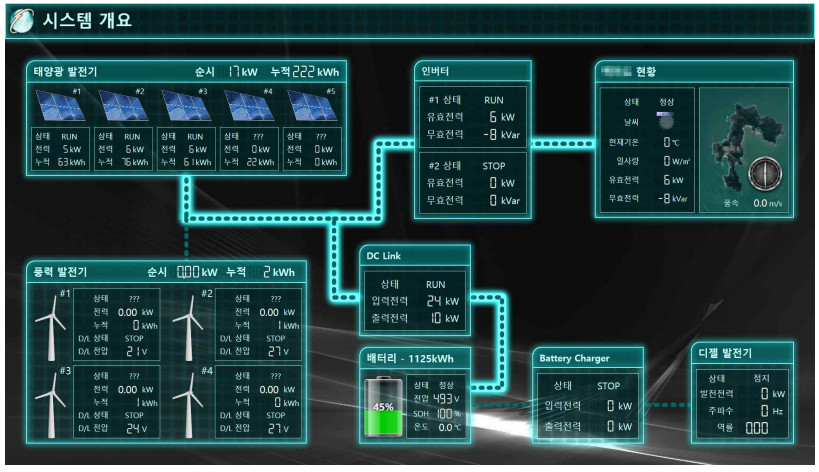 시스템 개요
태양광 발전기 순시 17 kW 누적 222 kWh
#1 #2 #3 #4 #5
상태 RUN 상태 RUN 상태 RUN 상태 ??? 상태 ???
전력 5 kW 전력 6 kW 전력 6 kW 전력 0 kW 전력 0 kW
누적 63 kWh 누적 76 kWh 누적 61 kWh 누적 22 kWh 누적 0 kWh
인버터
#1 상태 RUN
유효전력 6 kW
무효전력 -8 kVar
#2 상태 STOP
유효전력 0 kW
무효전력 0 kVar
현황
상태 정상
날씨
현재기온 0 ℃
일사량 0 W/m²
유효전력 6 kW
무효전력 -8 kVar
풍속 0.0 m/s
풍력 발전기 순시 0.00 kW 누적 2 kWh
#1
상태 ???
전력 0.00 kW
누적 0 kWh
D/L 상태 STOP
D/L 전압 21 V
#2
상태 ???
전력 0.00 kW
누적 1 kWh
D/L 상태 STOP
D/L 전압 27 V
#3
상태 ???
전력 0.00 kW
누적 1 kWh
D/L 상태 STOP
D/L 전압 24 V
#4
상태 ???
전력 0.00 kW
누적 0 kWh
D/L 상태 STOP
D/L 전압 27 V
DC Link
상태 RUN
입력전력 24 kW
출력전력 10 kW
배터리 - 1125kWh
45%
상태 정상
전압 493 V
SOH 100 %
온도 0.0 ℃
Battery Charger
상태 STOP
입력전력 0 kW
출력전력 0 kW
디젤 발전기
상태 정지
발전전력 0 kW
주파수 0 Hz
역률 0.00